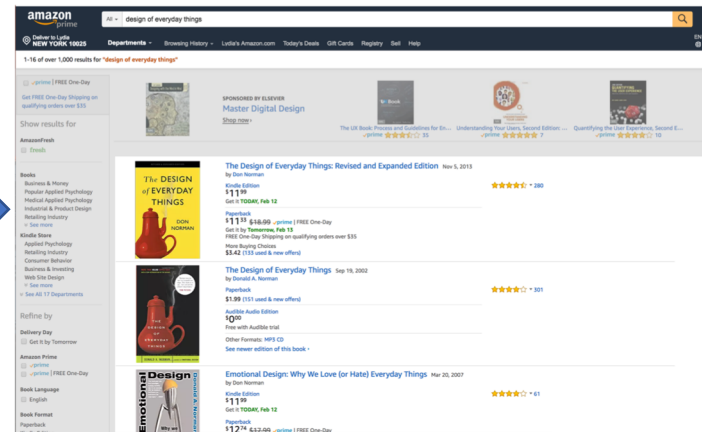 amazon
prime
All
design of everyday things
Deliver to Lydia
NEW YORK 10025
Departments
Browsing History
Lydia's Amazon.com
Today's Deals
Gift Cards
Registry
Sell
Help
EN
1-16 of over 1,000 results for "design of everyday things"
prime | FREE One-Day
Get FREE One-Day Shipping on
qualifying orders over $35
Show results for
AmazonFresh
fresh
Books
Business & Money
Popular Applied Psychology
Medical Applied Psychology
Industrial & Product Design
Retailing Industry
See more
Kindle Store
Applied Psychology
Retailing Industry
Consumer Behavior
Business & Investing
Web Site Design
See more
See All 17 Departments
Refine by
Delivery Day
Get It by Tomorrow
Amazon Prime
prime
prime | FREE One-Day
Book Language
English
Book Format
Paperback
SPONSORED BY ELSEVIER
Master Digital Design
Shop now›
The UX Book: Process and Guidelines for En...
prime 35
Understanding Your Users, Second Edition: ...
prime 7
Quantifying the User Experience, Second E...
prime 10
The DESIGN
of EVERYDAY
THINGS
DON
NORMAN
The Design of Everyday Things: Revised and Expanded Edition Nov 5, 2013
by Don Norman
Kindle Edition
$11 99
Get it TODAY, Feb 12
Paperback
$11 33 $18.99 prime | FREE One-Day
Get it by Tomorrow, Feb 13
FREE One-Day Shipping on qualifying orders over $35
More Buying Choices
$3.42 (133 used & new offers)
280
THE
DESIGN
OF
EVERYDAY
THINGS
The Design of Everyday Things Sep 19, 2002
by Donald A. Norman
Paperback
$1.99 (151 used & new offers)
Audible Audio Edition
$0 00
Free with Audible trial
Other Formats: MP3 CD
See newer edition of this book ›
301
Emotional
Design
Donald A. Norman
Why we
Emotional Design: Why We Love (or Hate) Everyday Things Mar 20, 2007
by Don Norman
Kindle Edition
$11 99
Get it TODAY, Feb 12
Paperback
$12 74 $17.99 prime | FREE One-Day
61